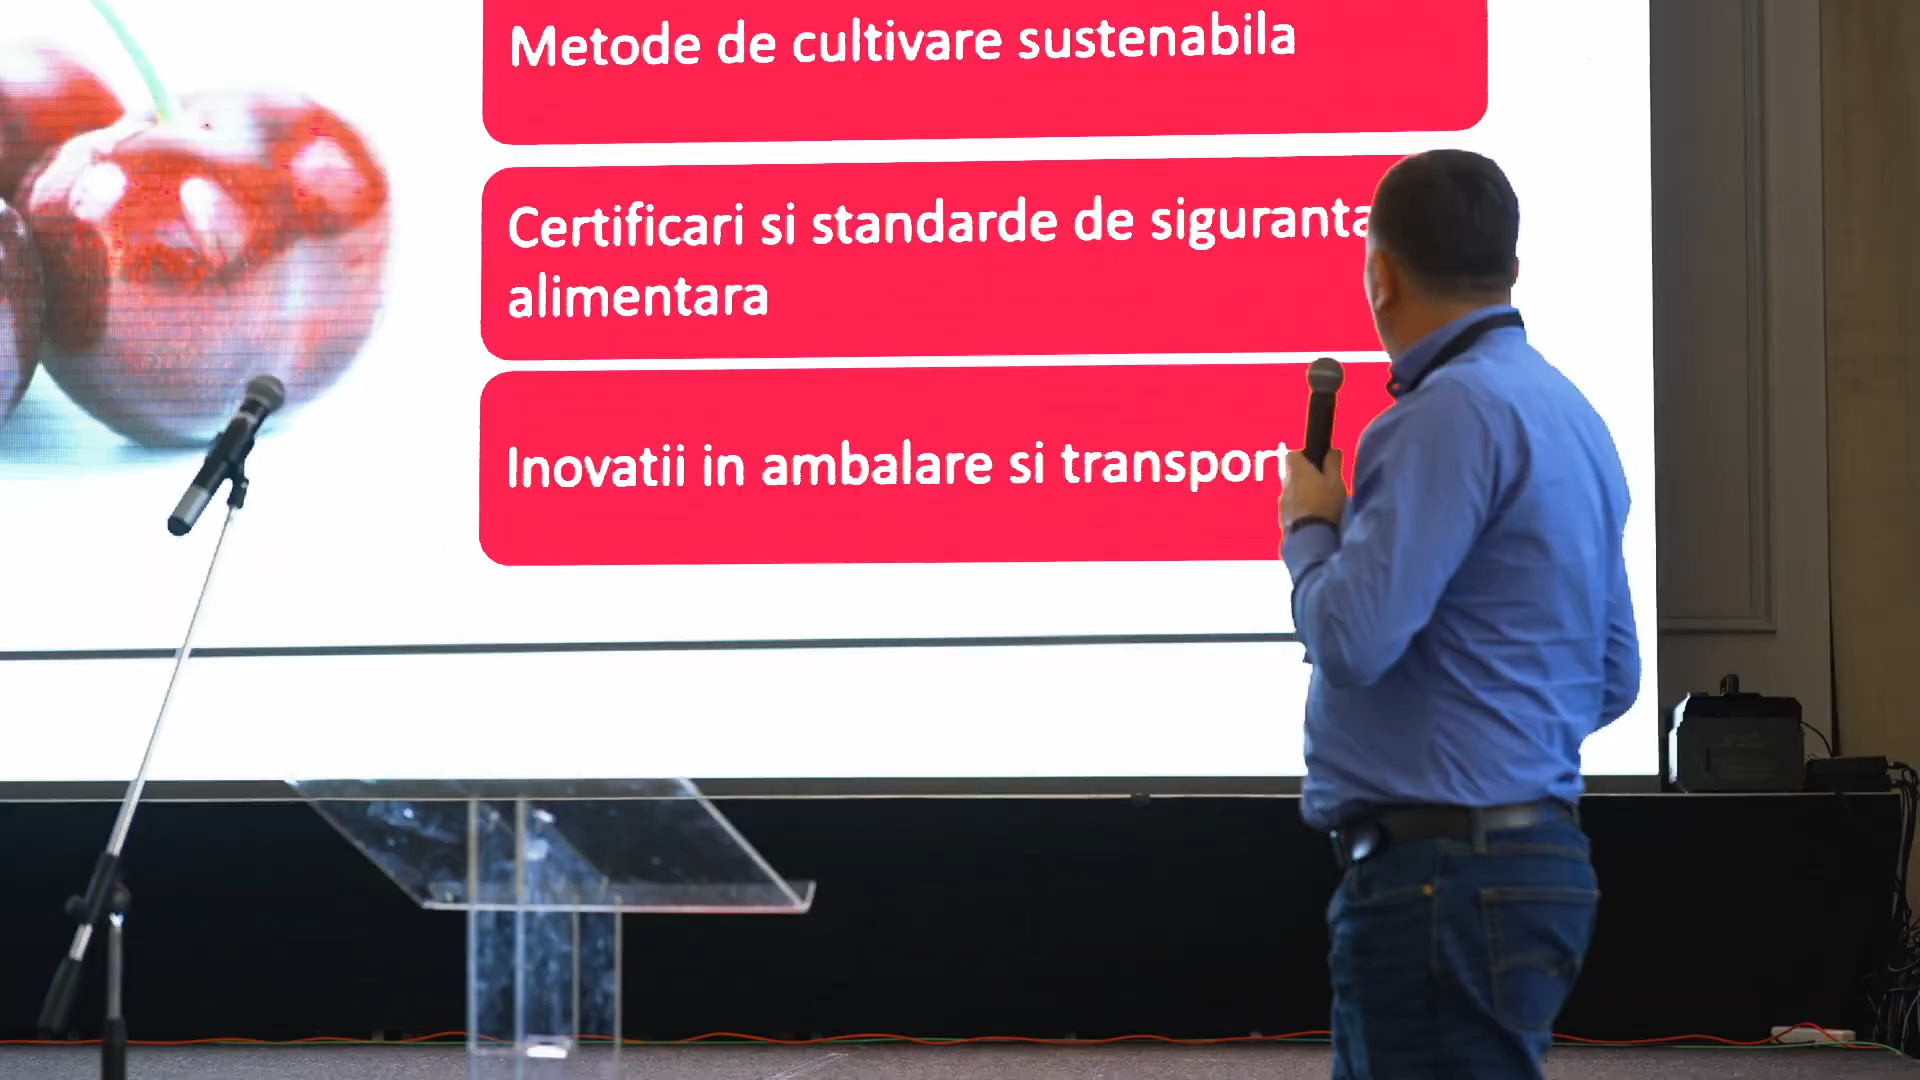 Metode de cultivare sustenabila
Certificari si standarde de siguranta
alimentara
Inovatii in ambalare si transport